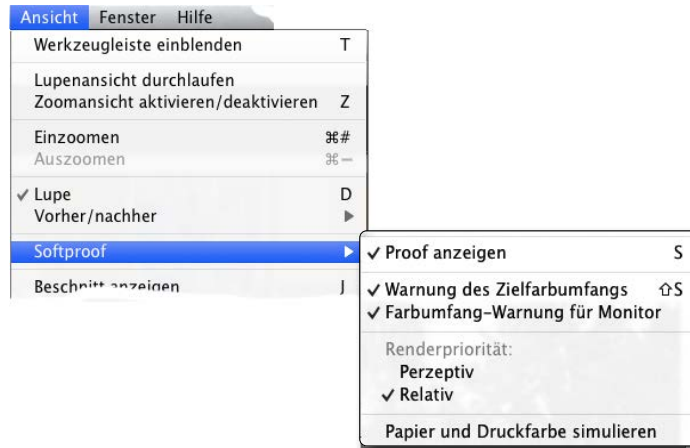 Ansicht Fenster Hilfe
Werkzeugleiste einblenden T
Lupenansicht durchlaufen
Zoomansicht aktivieren/deaktivieren Z
Einzoomen ⌘#
Auszoomen ⌘−
✓ Lupe D
Vorher/nachher ▶
Softproof ▶
Beschnitt anzeigen J
✓ Proof anzeigen S
✓ Warnung des Zielfarbumfangs ⇧S
✓ Farbumfang-Warnung für Monitor
Renderpriorität:
Perzeptiv
✓ Relativ
Papier und Druckfarbe simulieren